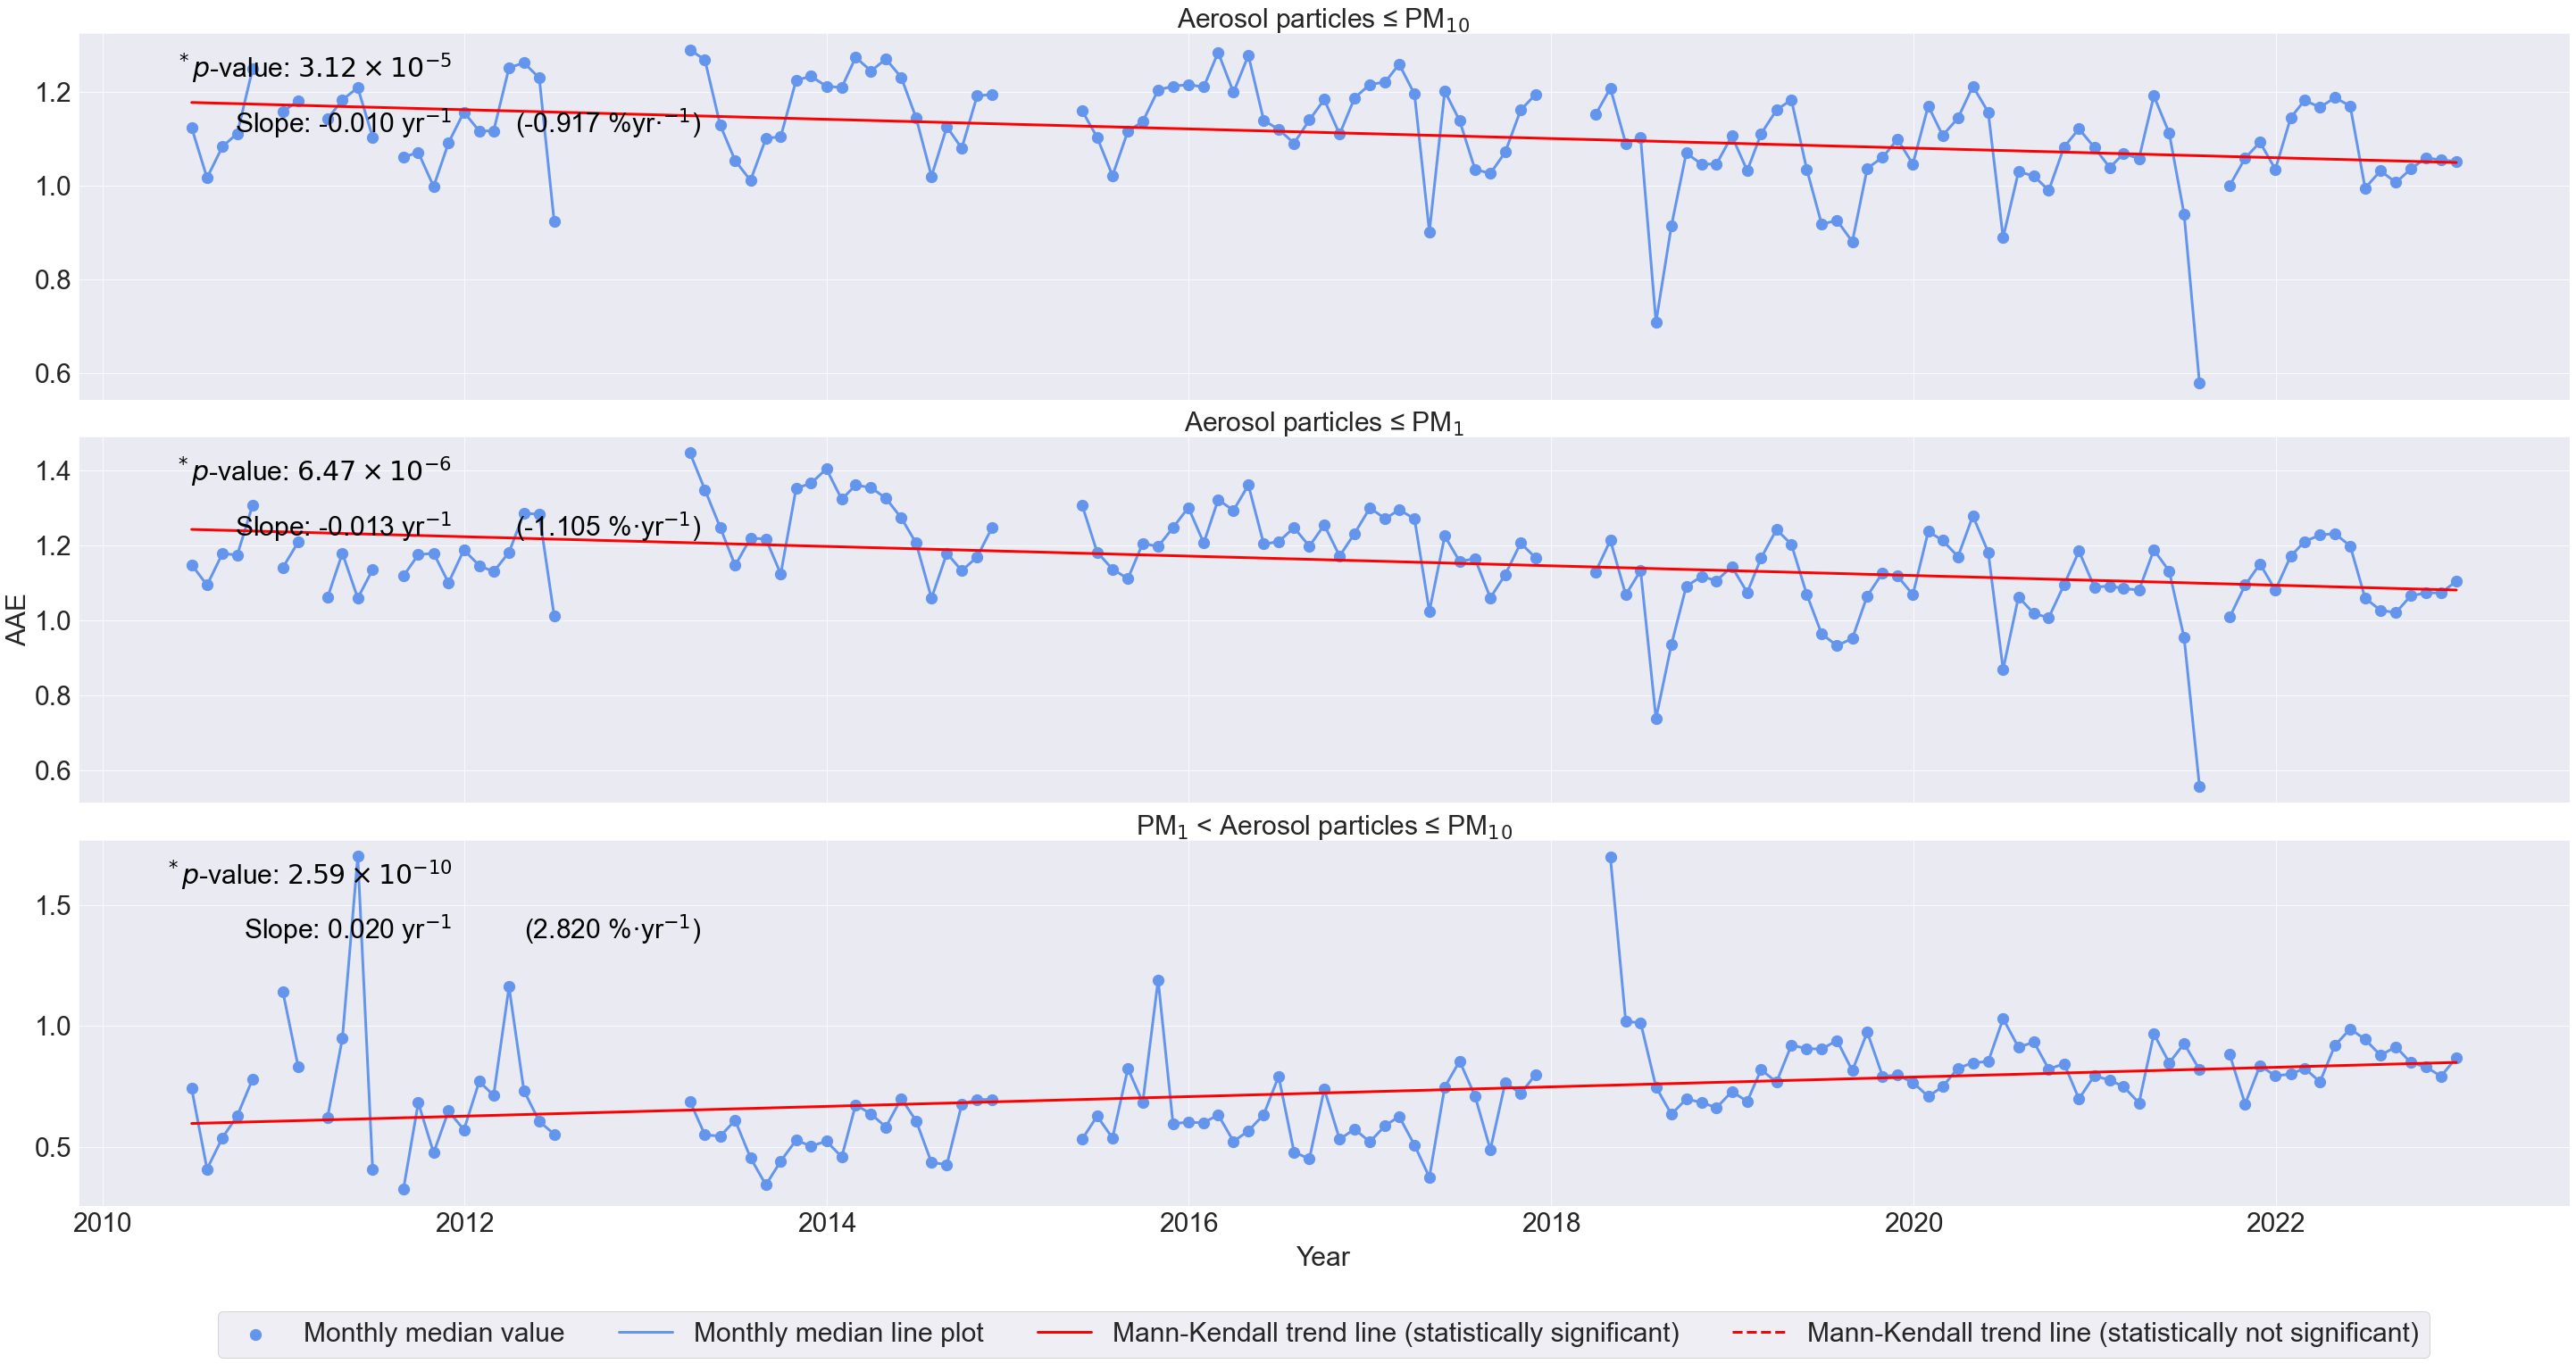 Aerosol particles ≤ PM₁₀
*p-value: 3.12 × 10⁻⁵
Slope: -0.010 yr⁻¹ (-0.917 %yr·⁻¹)
1.2
1.0
0.8
0.6
Aerosol particles ≤ PM₁
*p-value: 6.47 × 10⁻⁶
Slope: -0.013 yr⁻¹ (-1.105 %·yr⁻¹)
1.4
1.2
1.0
0.8
0.6
AAE
PM₁ < Aerosol particles ≤ PM₁₀
*p-value: 2.59 × 10⁻¹⁰
Slope: 0.020 yr⁻¹ (2.820 %·yr⁻¹)
1.5
1.0
0.5
2010 2012 2014 2016 2018 2020 2022
Year
Monthly median value Monthly median line plot Mann-Kendall trend line (statistically significant) Mann-Kendall trend line (statistically not significant)